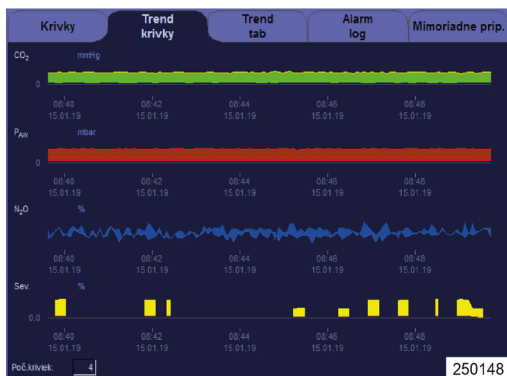 Krivky
Trend krivky
Trend tab
Alarm log
Mimoriadne príp.
CO₂ mmHg
0
08:40 08:42 08:44 08:46 08:48
15.01.19 15.01.19 15.01.19 15.01.19 15.01.19
PAW mbar
0
08:40 08:42 08:44 08:46 08:48
15.01.19 15.01.19 15.01.19 15.01.19 15.01.19
N₂O %
08:40 08:42 08:44 08:46 08:48
15.01.19 15.01.19 15.01.19 15.01.19 15.01.19
Sev. %
0.0
08:40 08:42 08:44 08:46 08:48
15.01.19 15.01.19 15.01.19 15.01.19 15.01.19
Poč.kriviek: 4
250148